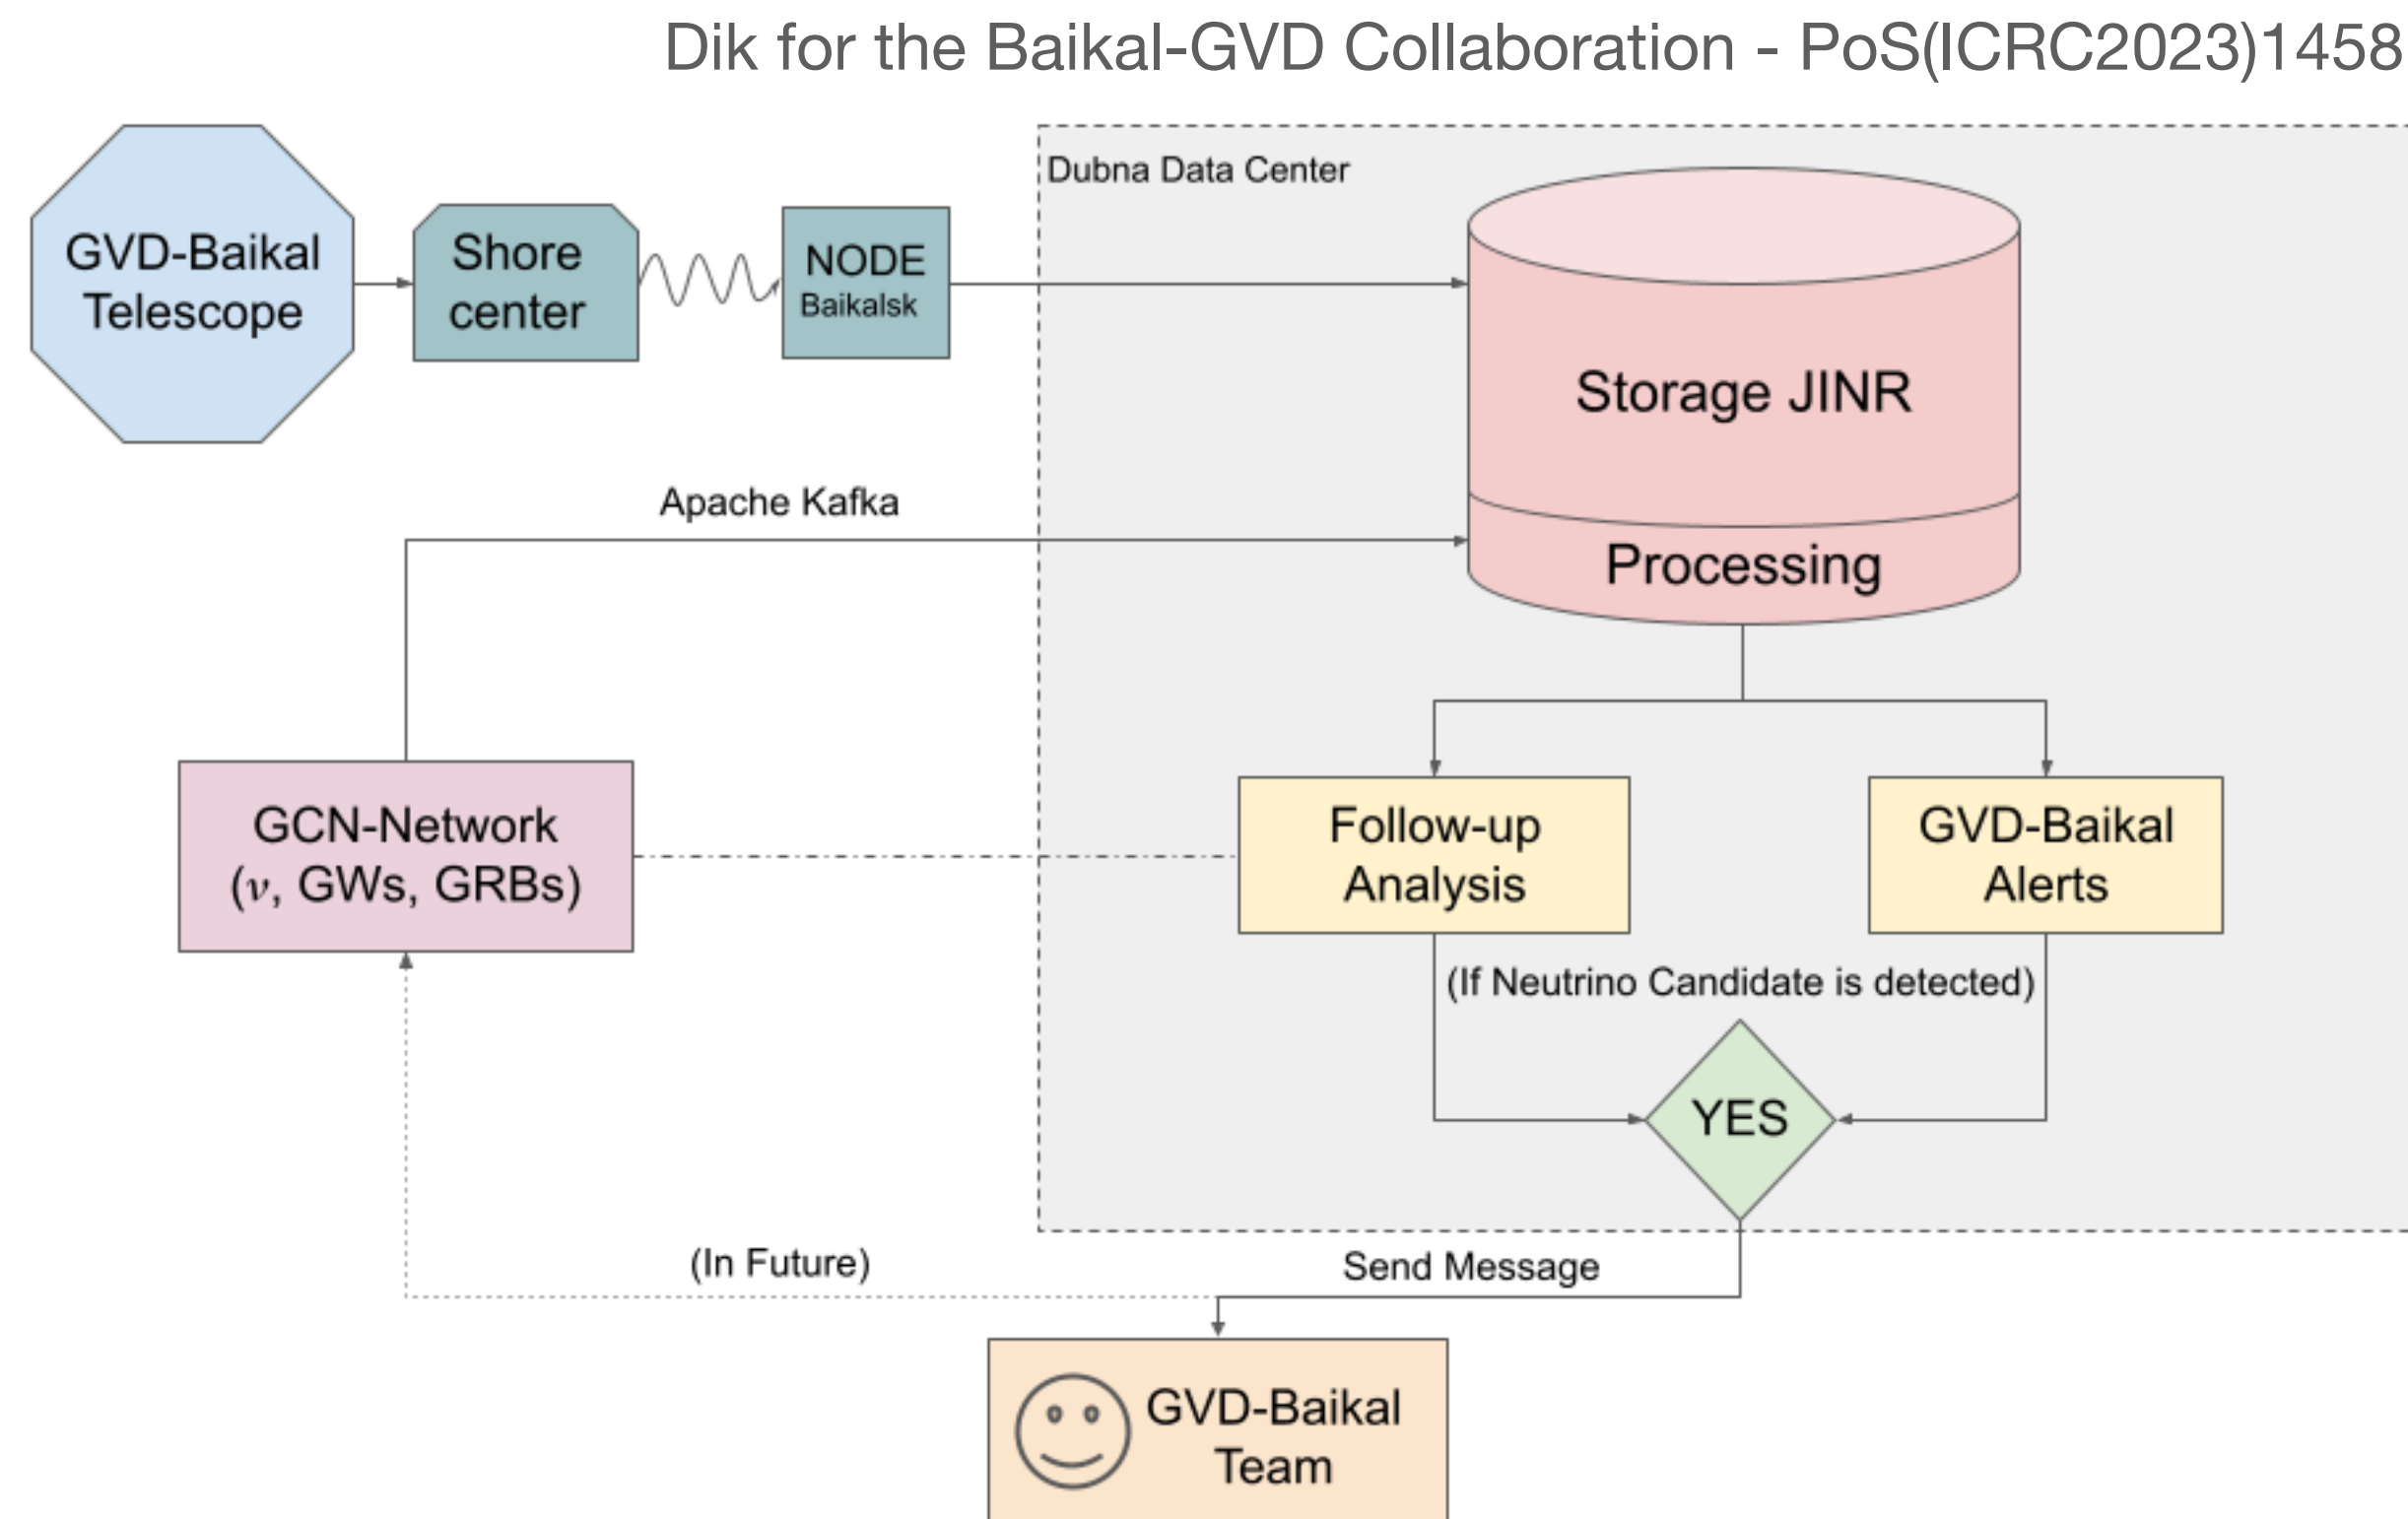 Dik for the Baikal-GVD Collaboration - PoS(ICRC2023)1458
Dubna Data Center
GVD-Baikal
Telescope
Shore
center
NODE
Baikalsk
Storage JINR
Apache Kafka
Processing
GCN-Network
(ν, GWs, GRBs)
Follow-up
Analysis
GVD-Baikal
Alerts
(If Neutrino Candidate is detected)
YES
(In Future)
Send Message
GVD-Baikal
Team